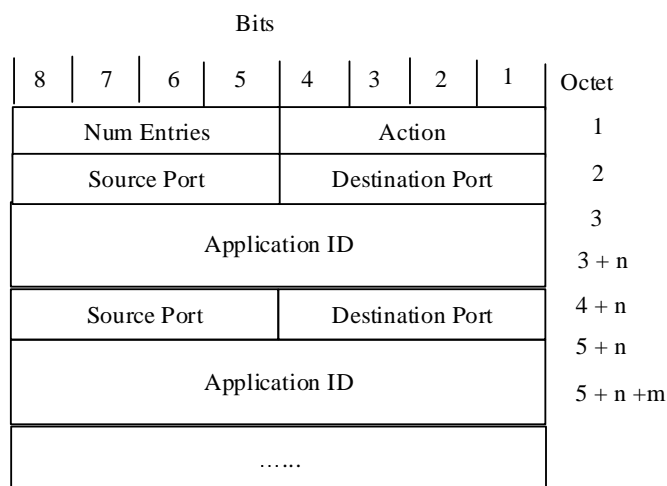 Bits
8 7 6 5 4 3 2 1 Octet
Num Entries Action 1
Source Port Destination Port 2
3
Application ID
3 + n
Source Port Destination Port 4 + n
5 + n
Application ID
5 + n +m
…...